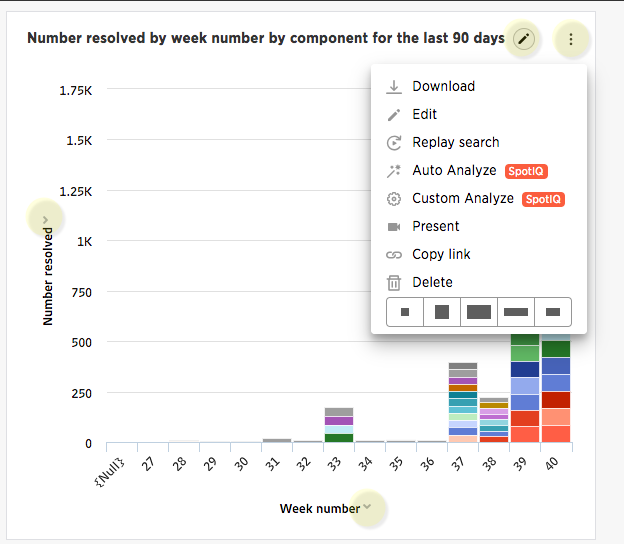 Number resolved by week number by component for the last 90 days
Download
Edit
Replay search
Auto Analyze SpotIQ
Custom Analyze SpotIQ
Present
Copy link
Delete
1.75K
1.5K
1.25K
1K
750
500
250
0
Number resolved
{Null}
27
28
29
30
31
32
33
34
35
36
37
38
39
40
Week number